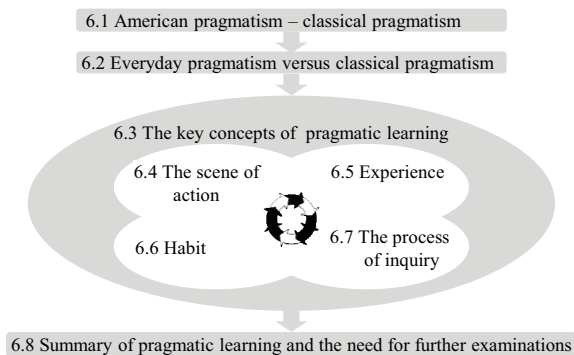 6.1 American pragmatism – classical pragmatism
6.2 Everyday pragmatism versus classical pragmatism
6.3 The key concepts of pragmatic learning
6.4 The scene of
action
6.5 Experience
6.6 Habit
6.7 The process
of inquiry
6.8 Summary of pragmatic learning and the need for further examinations